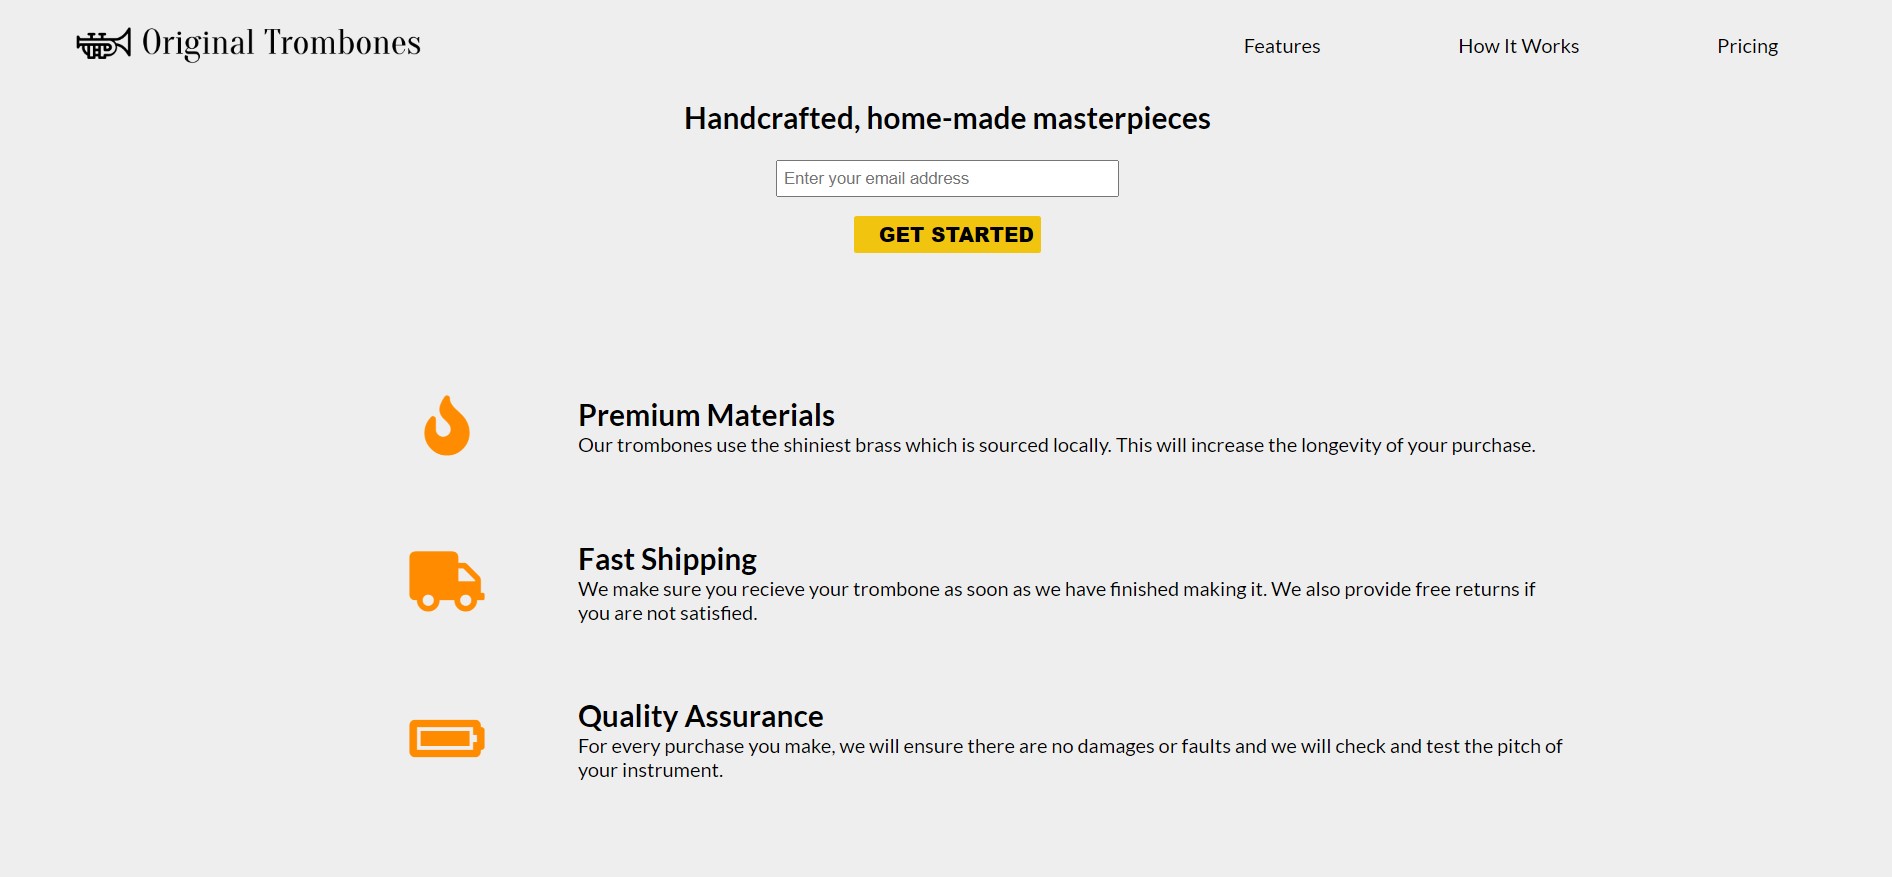 Original Trombones
Features
How It Works
Pricing
Handcrafted, home-made masterpieces
Enter your email address
GET STARTED
Premium Materials
Our trombones use the shiniest brass which is sourced locally. This will increase the longevity of your purchase.
Fast Shipping
We make sure you recieve your trombone as soon as we have finished making it. We also provide free returns if
you are not satisfied.
Quality Assurance
For every purchase you make, we will ensure there are no damages or faults and we will check and test the pitch of
your instrument.